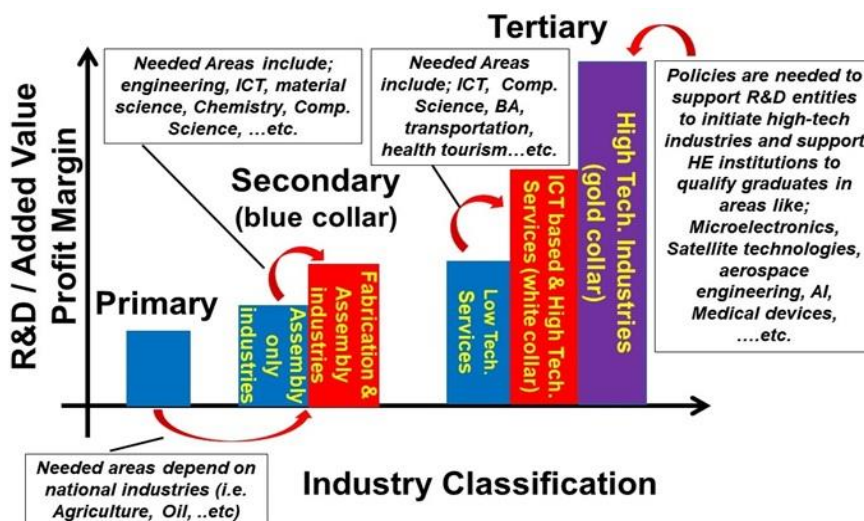 Tertiary
Needed Areas include;
engineering, ICT, material
science, Chemistry, Comp.
Science, …etc.
Needed Areas
include; ICT,  Comp.
Science, BA,
transportation,
health tourism…etc.
Policies are needed to
support R&D entities
to initiate high-tech
industries and support
HE institutions to
qualify graduates in
areas like;
Microelectronics,
Satellite technologies,
aerospace
engineering, AI,
Medical devices,
….etc.
R&D / Added Value
Profit Margin
Primary
Secondary
(blue collar)
Assembly
only
industries
Fabrication &
Assembly
industries
Low Tech.
Services
ICT based & High Tech.
Services (white collar)
High Tech. Industries
(gold collar)
Needed areas depend on
national industries (i.e.
Agriculture, Oil, ..etc)
Industry Classification